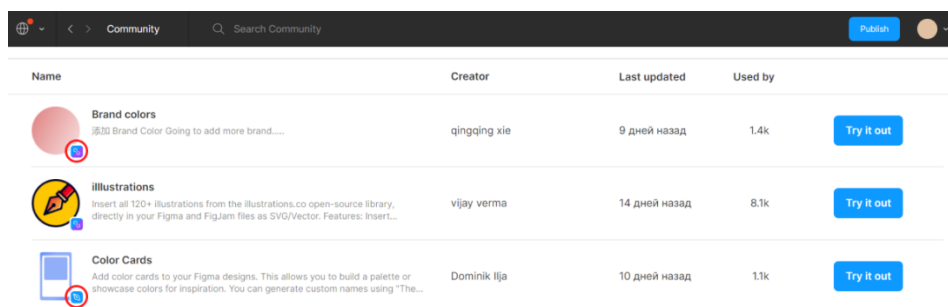 Community
Search Community
Publish
Name
Creator
Last updated
Used by
Brand colors
添加 Brand Color Going to add more brand.....
qingqing xie
9 дней назад
1.4k
Try it out
illlustrations
Insert all 120+ illustrations from the illlustrations.co open-source library,
directly in your Figma and FigJam files as SVG/Vector. Features: Insert...
vijay verma
14 дней назад
8.1k
Try it out
Color Cards
Add color cards to your Figma designs. This allows you to build a palette or
showcase colors for inspiration. You can generate custom names using "The...
Dominik Ilja
10 дней назад
1.1k
Try it out